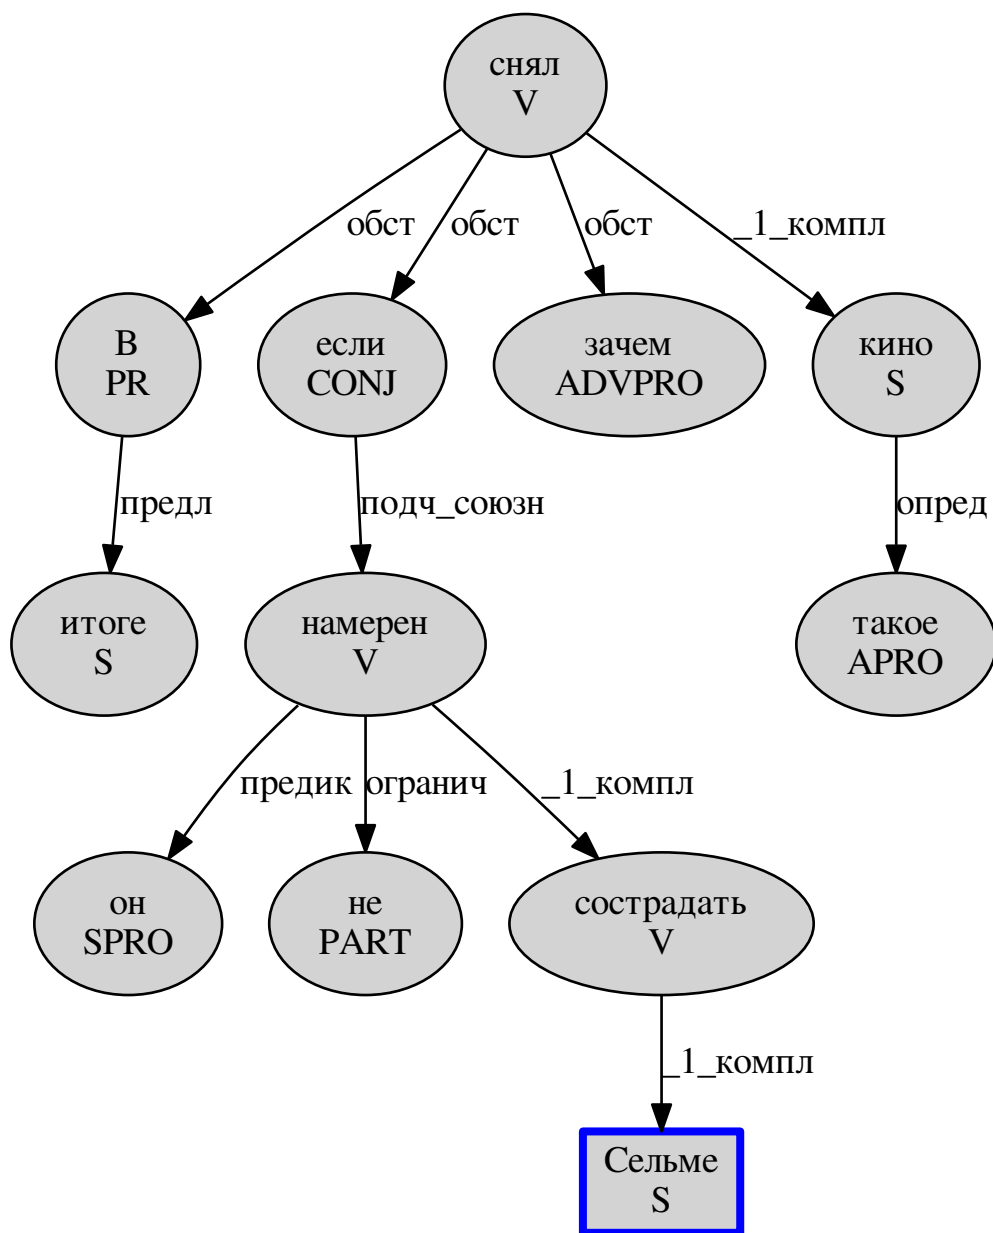 снял
V
обст
обст
обст
_1_компл
В
PR
если
CONJ
зачем
ADVPRO
кино
S
предл
подч_союзн
опред
итоге
S
намерен
V
такое
APRO
предик
огранич
_1_компл
он
SPRO
не
PART
сострадать
V
_1_компл
Сельме
S